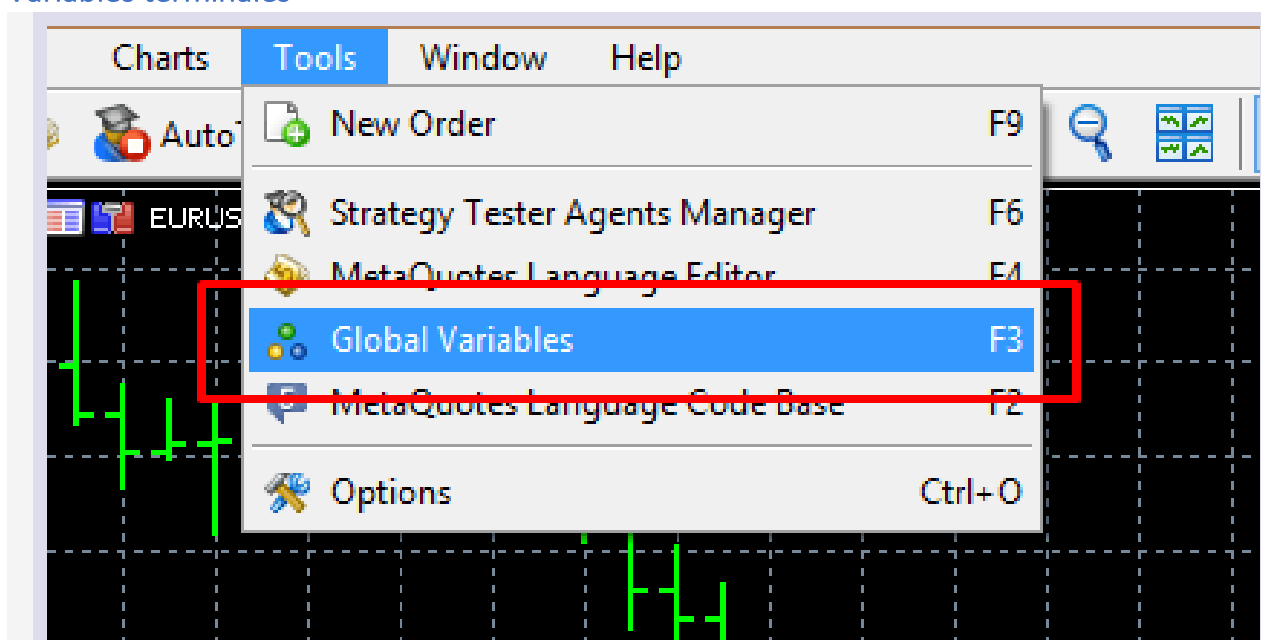 Charts Tools Window Help
Auto
New Order F9
EURUS
Strategy Tester Agents Manager F6
MetaQuotes Language Editor F4
Global Variables F3
MetaQuotes Language Code Base F2
Options Ctrl+O